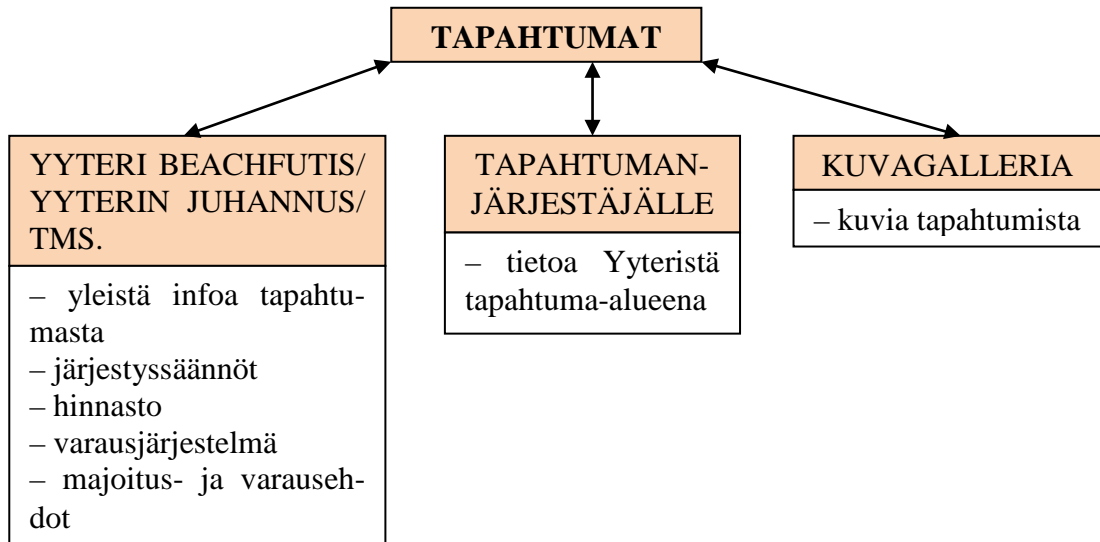 TAPAHTUMAT
YYTERI BEACHFUTIS/
YYTERIN JUHANNUS/
TMS.
– yleistä infoa tapahtu-
masta
– järjestyssäännöt
– hinnasto
– varausjärjestelmä
– majoitus- ja varauseh-
dot
TAPAHTUMAN-
JÄRJESTÄJÄLLE
– tietoa Yyteristä
tapahtuma-alueena
KUVAGALLERIA
– kuvia tapahtumista